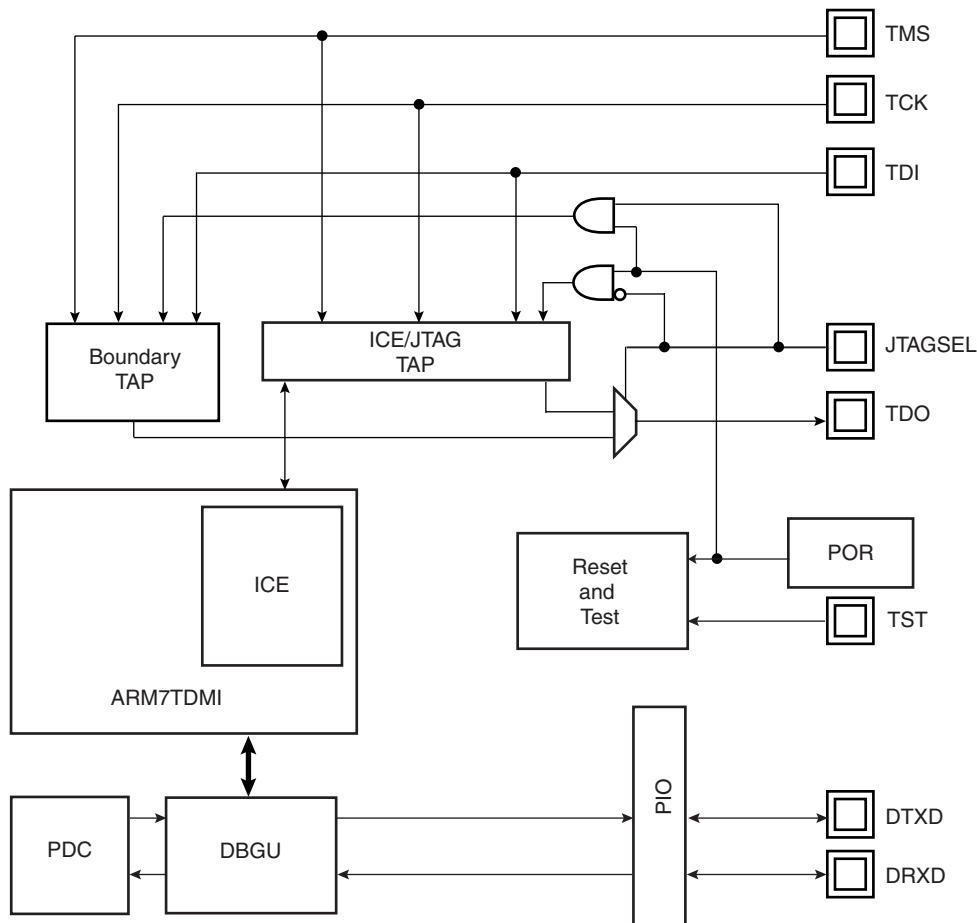 TMS
TCK
TDI
Boundary
TAP
ICE/JTAG
TAP
JTAGSEL
TDO
ICE
ARM7TDMI
Reset
and
Test
POR
TST
PDC
DBGU
PIO
DTXD
DRXD